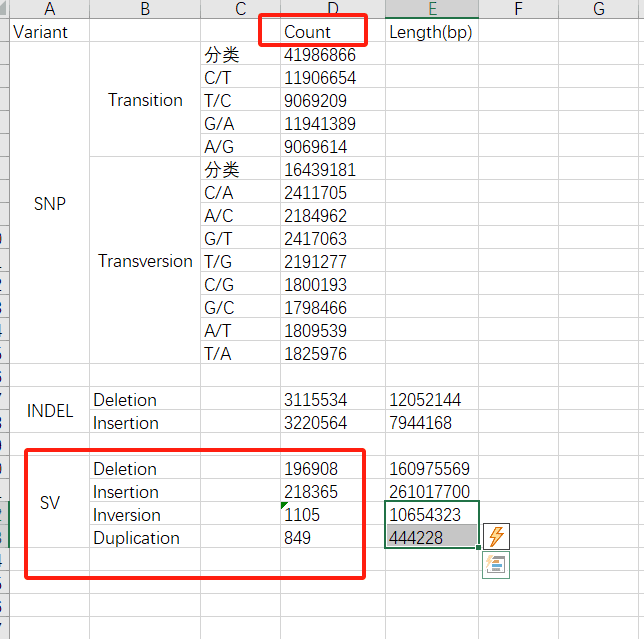 A B C D E F G
Variant Count Length(bp)
分类 41986866
C/T 11906654
Transition T/C 9069209
G/A 11941389
A/G 9069614
分类 16439181
C/A 2411705
SNP A/C 2184962
G/T 2417063
Transversion T/G 2191277
C/G 1800193
G/C 1798466
A/T 1809539
T/A 1825976
INDEL Deletion 3115534 12052144
Insertion 3220564 7944168
Deletion 196908 160975569
SV Insertion 218365 261017700
Inversion 1105 10654323
Duplication 849 444228